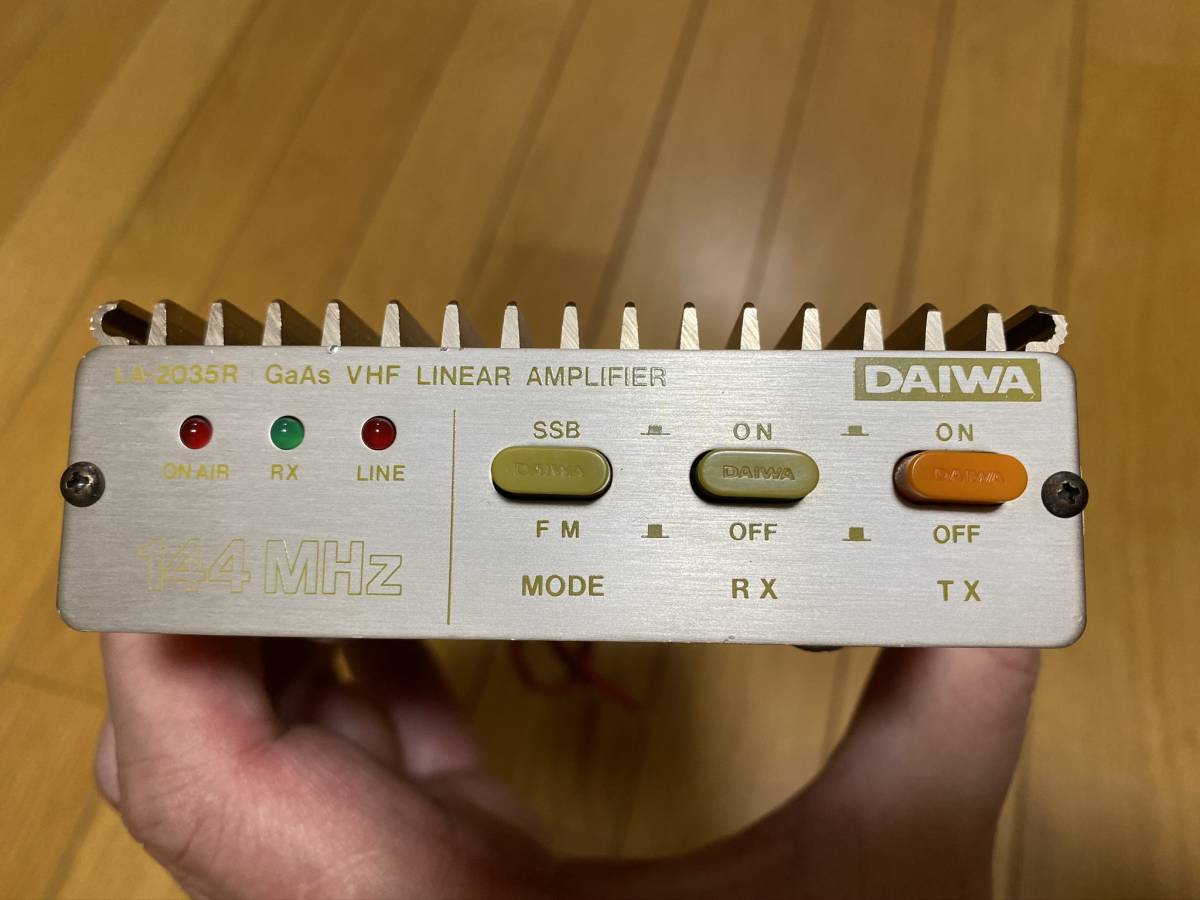 LA-2035R GaAs VHF LINEAR AMPLIFIER
DAIWA
ON AIR RX LINE
144 MHz
SSB ON ON
DAIWA DAIWA DAIWA
FM OFF OFF
MODE RX TX